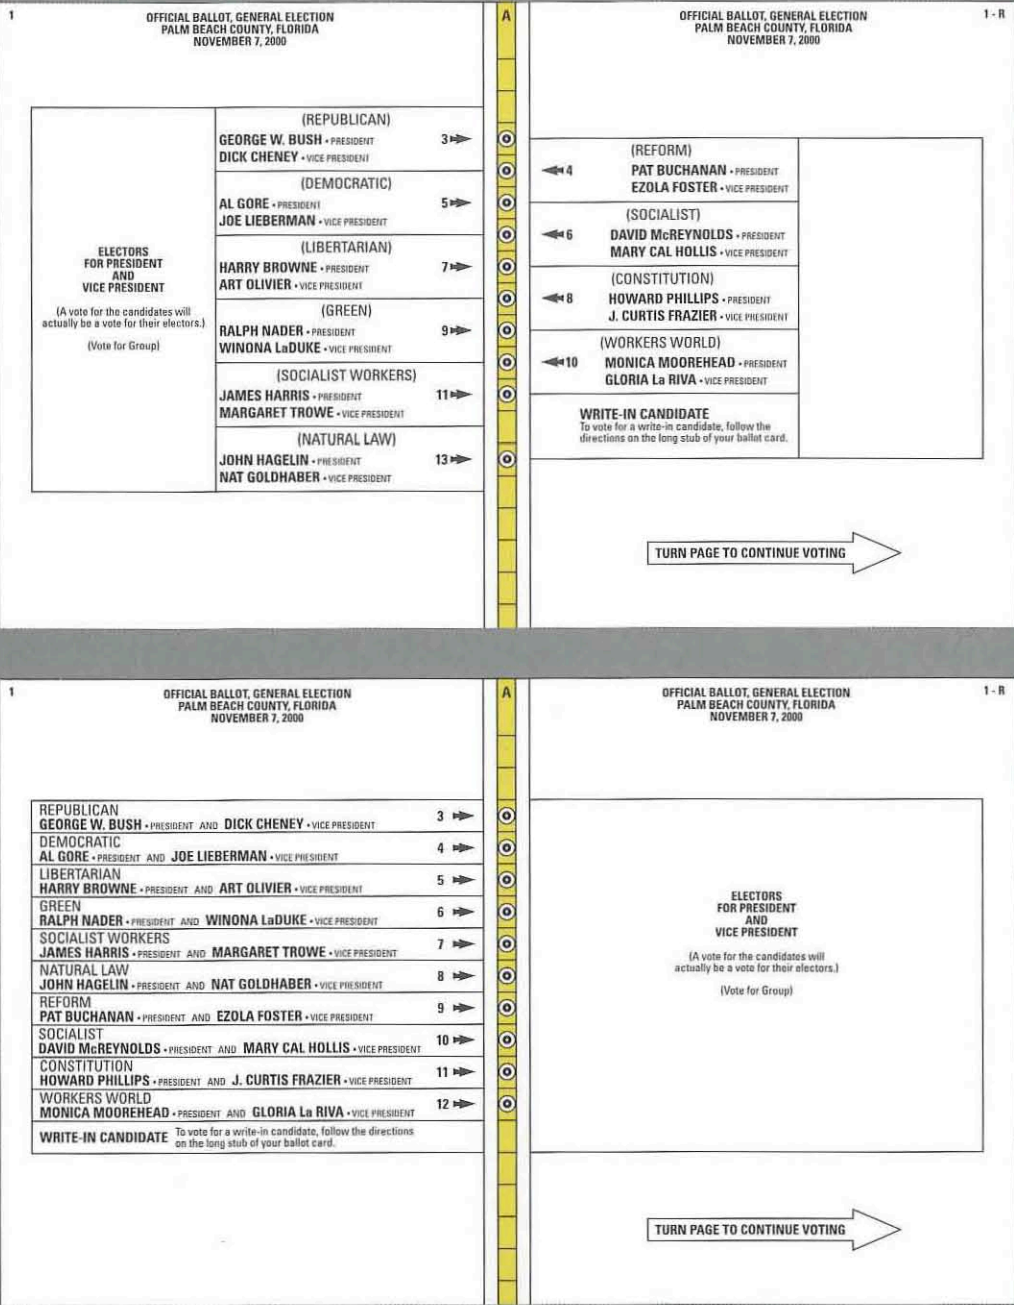 1
OFFICIAL BALLOT, GENERAL ELECTION
PALM BEACH COUNTY, FLORIDA
NOVEMBER 7, 2000
ELECTORS
FOR PRESIDENT
AND
VICE PRESIDENT
(A vote for the candidates will
actually be a vote for their electors.)
(Vote for Group)
(REPUBLICAN)
GEORGE W. BUSH • PRESIDENT 3
DICK CHENEY • VICE PRESIDENT
(DEMOCRATIC)
AL GORE • PRESIDENT 5
JOE LIEBERMAN • VICE PRESIDENT
(LIBERTARIAN)
HARRY BROWNE • PRESIDENT 7
ART OLIVIER • VICE PRESIDENT
(GREEN)
RALPH NADER • PRESIDENT 9
WINONA LaDUKE • VICE PRESIDENT
(SOCIALIST WORKERS)
JAMES HARRIS • PRESIDENT 11
MARGARET TROWE • VICE PRESIDENT
(NATURAL LAW)
JOHN HAGELIN • PRESIDENT 13
NAT GOLDHABER • VICE PRESIDENT
A
OFFICIAL BALLOT, GENERAL ELECTION
PALM BEACH COUNTY, FLORIDA
NOVEMBER 7, 2000
1 - R
(REFORM)
4 PAT BUCHANAN • PRESIDENT
EZOLA FOSTER • VICE PRESIDENT
(SOCIALIST)
6 DAVID McREYNOLDS • PRESIDENT
MARY CAL HOLLIS • VICE PRESIDENT
(CONSTITUTION)
8 HOWARD PHILLIPS • PRESIDENT
J. CURTIS FRAZIER • VICE PRESIDENT
(WORKERS WORLD)
10 MONICA MOOREHEAD • PRESIDENT
GLORIA La RIVA • VICE PRESIDENT
WRITE-IN CANDIDATE
To vote for a write-in candidate, follow the
directions on the long stub of your ballot card.
TURN PAGE TO CONTINUE VOTING
1
OFFICIAL BALLOT, GENERAL ELECTION
PALM BEACH COUNTY, FLORIDA
NOVEMBER 7, 2000
REPUBLICAN
GEORGE W. BUSH • PRESIDENT AND DICK CHENEY • VICE PRESIDENT 3
DEMOCRATIC
AL GORE • PRESIDENT AND JOE LIEBERMAN • VICE PRESIDENT 4
LIBERTARIAN
HARRY BROWNE • PRESIDENT AND ART OLIVIER • VICE PRESIDENT 5
GREEN
RALPH NADER • PRESIDENT AND WINONA LaDUKE • VICE PRESIDENT 6
SOCIALIST WORKERS
JAMES HARRIS • PRESIDENT AND MARGARET TROWE • VICE PRESIDENT 7
NATURAL LAW
JOHN HAGELIN • PRESIDENT AND NAT GOLDHABER • VICE PRESIDENT 8
REFORM
PAT BUCHANAN • PRESIDENT AND EZOLA FOSTER • VICE PRESIDENT 9
SOCIALIST
DAVID McREYNOLDS • PRESIDENT AND MARY CAL HOLLIS • VICE PRESIDENT 10
CONSTITUTION
HOWARD PHILLIPS • PRESIDENT AND J. CURTIS FRAZIER • VICE PRESIDENT 11
WORKERS WORLD
MONICA MOOREHEAD • PRESIDENT AND GLORIA La RIVA • VICE PRESIDENT 12
WRITE-IN CANDIDATE To vote for a write-in candidate, follow the directions
on the long stub of your ballot card.
A
OFFICIAL BALLOT, GENERAL ELECTION
PALM BEACH COUNTY, FLORIDA
NOVEMBER 7, 2000
1 - R
ELECTORS
FOR PRESIDENT
AND
VICE PRESIDENT
(A vote for the candidates will
actually be a vote for their electors.)
(Vote for Group)
TURN PAGE TO CONTINUE VOTING